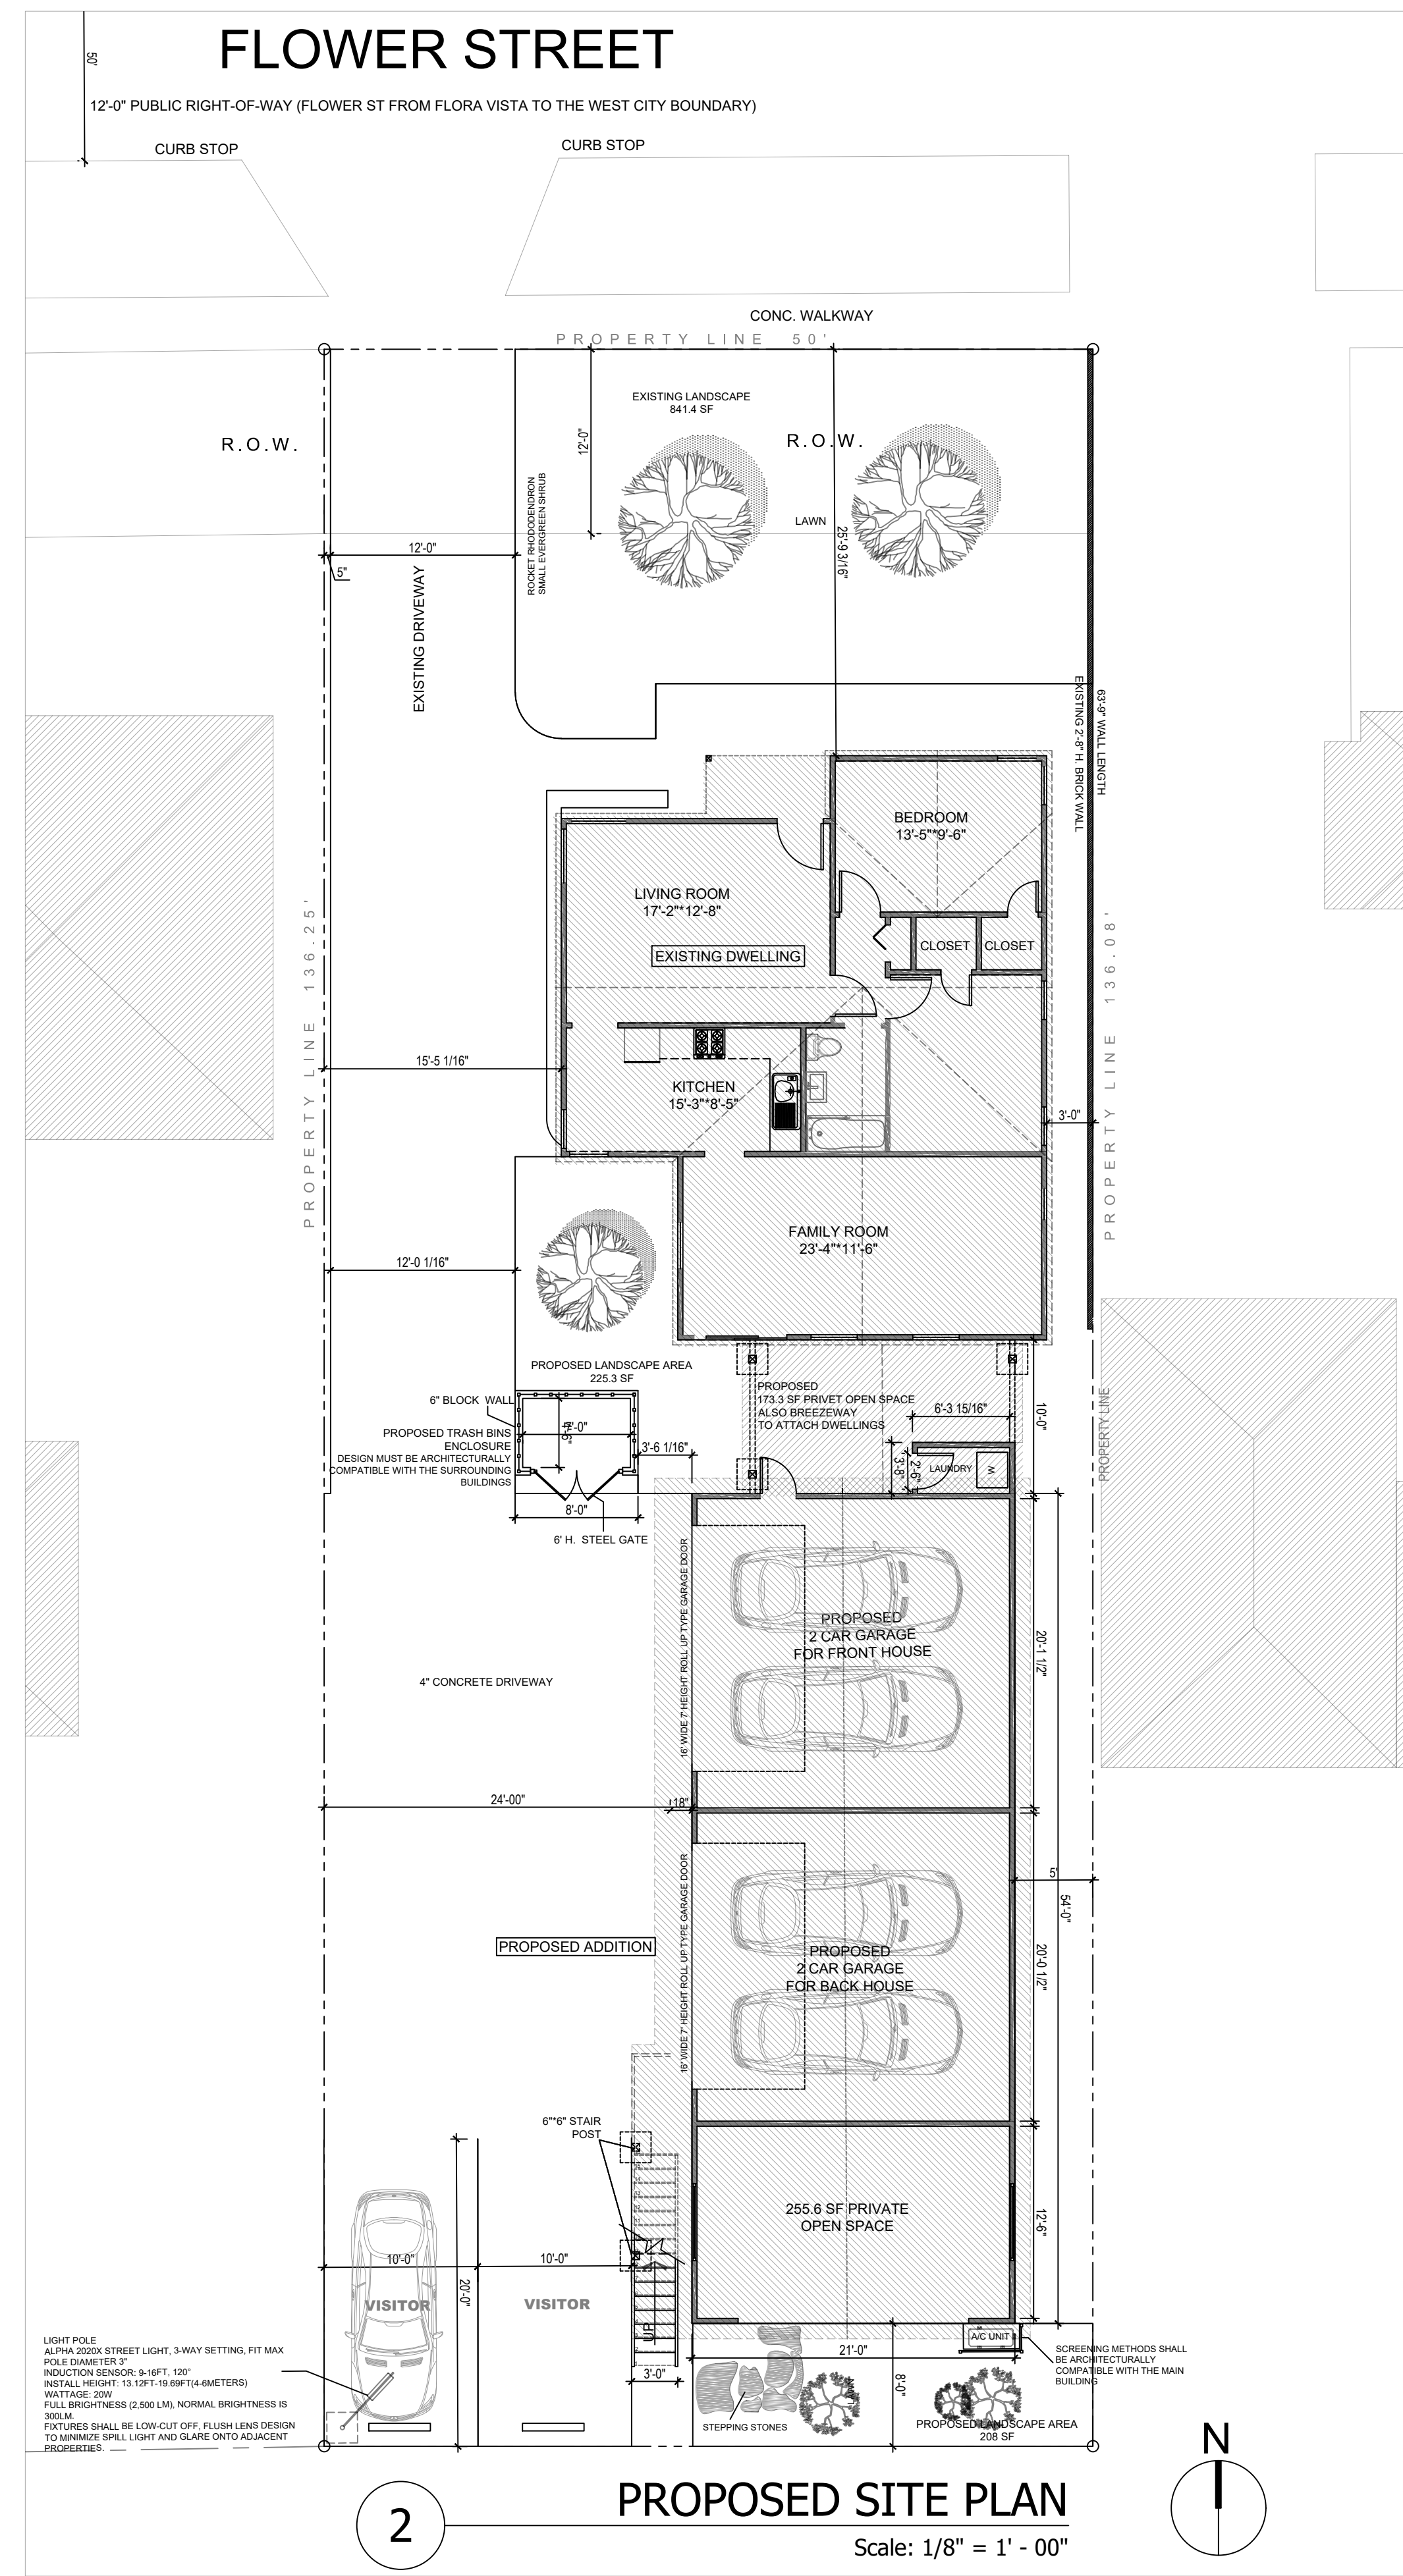 FLOWER STREET
50'
12'-0" PUBLIC RIGHT-OF-WAY (FLOWER ST FROM FLORA VISTA TO THE WEST CITY BOUNDARY)
CURB STOP
CURB STOP
CONC. WALKWAY
PROPERTY LINE 50'
EXISTING LANDSCAPE
841.4 SF
R.O.W.
R.O.W.
12'-0"
ROCKET RHODODENDRON
SMALL EVERGREEN SHRUB
LAWN
25'-9 3/16"
12'-0"
5"
EXISTING DRIVEWAY
63'-9" WALL LENGTH
EXISTING 2'-8" H. BRICK WALL
BEDROOM
13'-5"*9'-6"
LIVING ROOM
17'-2"*12'-8"
EXISTING DWELLING
CLOSET
CLOSET
PROPERTY LINE 136.25'
PROPERTY LINE 136.08'
15'-5 1/16"
KITCHEN
15'-3"*8'-5"
3'-0"
FAMILY ROOM
23'-4"*11'-6"
12'-0 1/16"
PROPOSED LANDSCAPE AREA
225.3 SF
6" BLOCK WALL
PROPOSED TRASH BINS
ENCLOSURE
DESIGN MUST BE ARCHITECTURALLY
COMPATIBLE WITH THE SURROUNDING
BUILDINGS
3'-6 1/16"
8'-0"
6' H. STEEL GATE
PROPOSED
173.3 SF PRIVET OPEN SPACE
ALSO BREEZEWAY
TO ATTACH DWELLINGS
6'-3 15/16"
10'-0"
3'-8"
2'-6"
LAUNDRY
W
PROPERTY LINE
16' WIDE 7' HEIGHT ROLL UP TYPE GARAGE DOOR
PROPOSED
2 CAR GARAGE
FOR FRONT HOUSE
20'-1 1/2"
4" CONCRETE DRIVEWAY
24'-00"
18"
5'
54'-0"
16' WIDE 7' HEIGHT ROLL UP TYPE GARAGE DOOR
PROPOSED ADDITION
PROPOSED
2 CAR GARAGE
FOR BACK HOUSE
20'-0 1/2"
6"*6" STAIR
POST
255.6 SF PRIVATE
OPEN SPACE
12'-6"
10'-0"
10'-0"
20'-0"
VISITOR
VISITOR
UP
3'-0"
21'-0"
8'-0"
A/C UNIT
SCREENING METHODS SHALL
BE ARCHITECTURALLY
COMPATIBLE WITH THE MAIN
BUILDING
LIGHT POLE
ALPHA 2020X STREET LIGHT, 3-WAY SETTING, FIT MAX
POLE DIAMETER 3"
INDUCTION SENSOR: 9-16FT, 120°
INSTALL HEIGHT: 13.12FT-19.69FT(4-6METERS)
WATTAGE: 20W
FULL BRIGHTNESS (2,500 LM), NORMAL BRIGHTNESS IS
300LM.
FIXTURES SHALL BE LOW-CUT OFF, FLUSH LENS DESIGN
TO MINIMIZE SPILL LIGHT AND GLARE ONTO ADJACENT
PROPERTIES.
STEPPING STONES
LAWN
PROPOSED LANDSCAPE AREA
208 SF
N
2
PROPOSED SITE PLAN
Scale: 1/8" = 1' - 00"